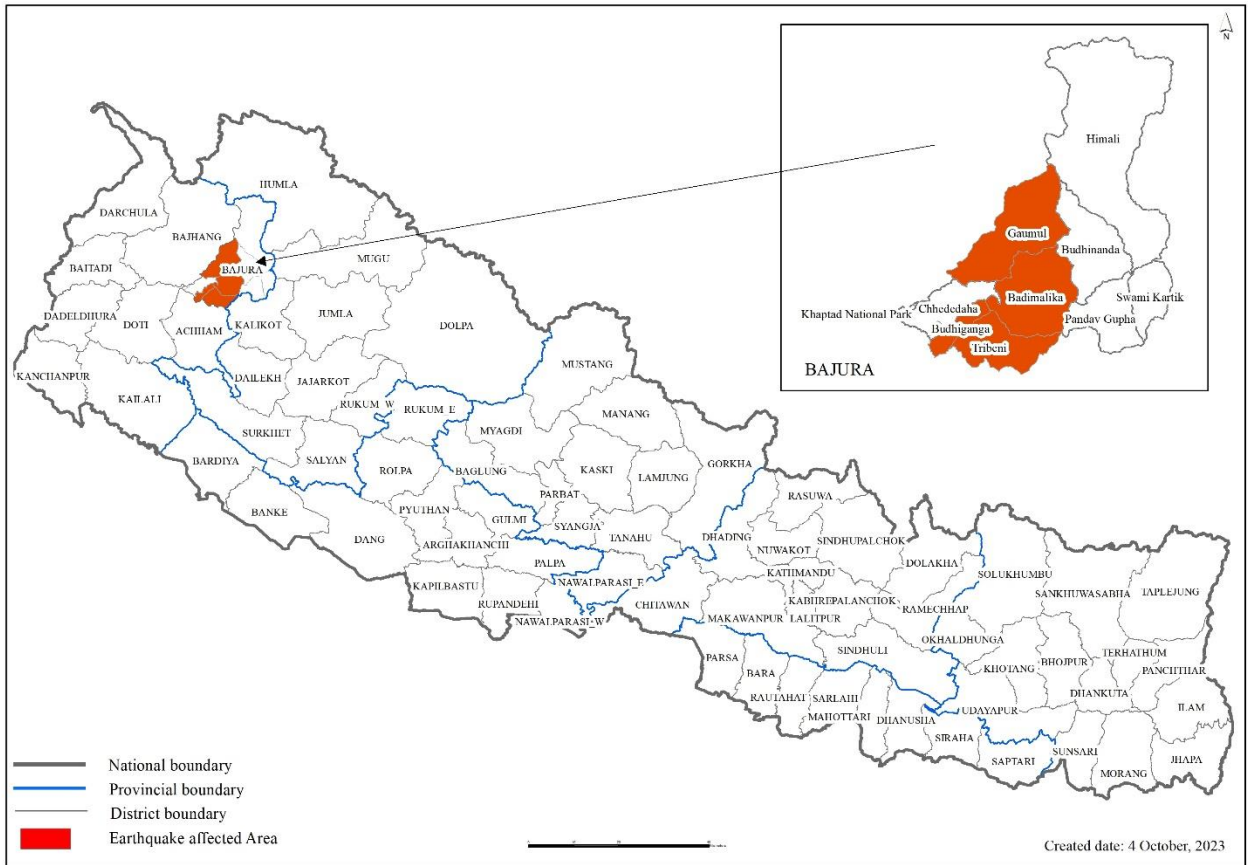 N
Himali
Gaumul
Budhinanda
Badimalika
Swami Kartik
Chhededaha
Khaptad National Park
Pandav Gupha
Budhiganga
Tribeni
BAJURA
HUMLA
DARCHULA
BAJHANG
MUGU
BAJURA
BAITADI
DADELDHURA
DOTI
ACHHAM
KALIKOT
JUMLA
DOLPA
MUSTANG
KANCHANPUR
DAILEKH
JAJARKOT
KAILALI
RUKUM_W
RUKUM_E
MANANG
MYAGDI
SURKHET
SALYAN
ROLPA
BAGLUNG
KASKI
LAMJUNG
GORKHA
BARDIYA
PARBAT
RASUWA
BANKE
PYUTHAN
GULMI
SYANGJA
DHADING
NUWAKOT
SINDHUPALCHOK
DANG
ARGHAKHANCHI
TANAHU
DOLAKHA
PALPA
SOLUKHUMBU
KAPILBASTU
NAWALPARASI_E
KATHMANDU
SANKHUWASABHA
TAPLEJUNG
RUPANDEHI
CHITAWAN
KABHREPALANCHOK
RAMECHHAP
NAWALPARASI_W
MAKAWANPUR
LALITPUR
OKHALDHUNGA
SINDHULI
TERHATHUM
PARSA
KHOTANG
BHOJPUR
PANCHTHAR
BARA
DHANKUTA
RAUTAHAT
SARLAHI
UDAYAPUR
ILAM
MAHOTTARI
DHANUSHA
SIRAHA
SUNSARI
SAPTARI
MORANG
JHAPA
National boundary
Provincial boundary
District boundary
Earthquake affected Area
Created date: 4 October, 2023